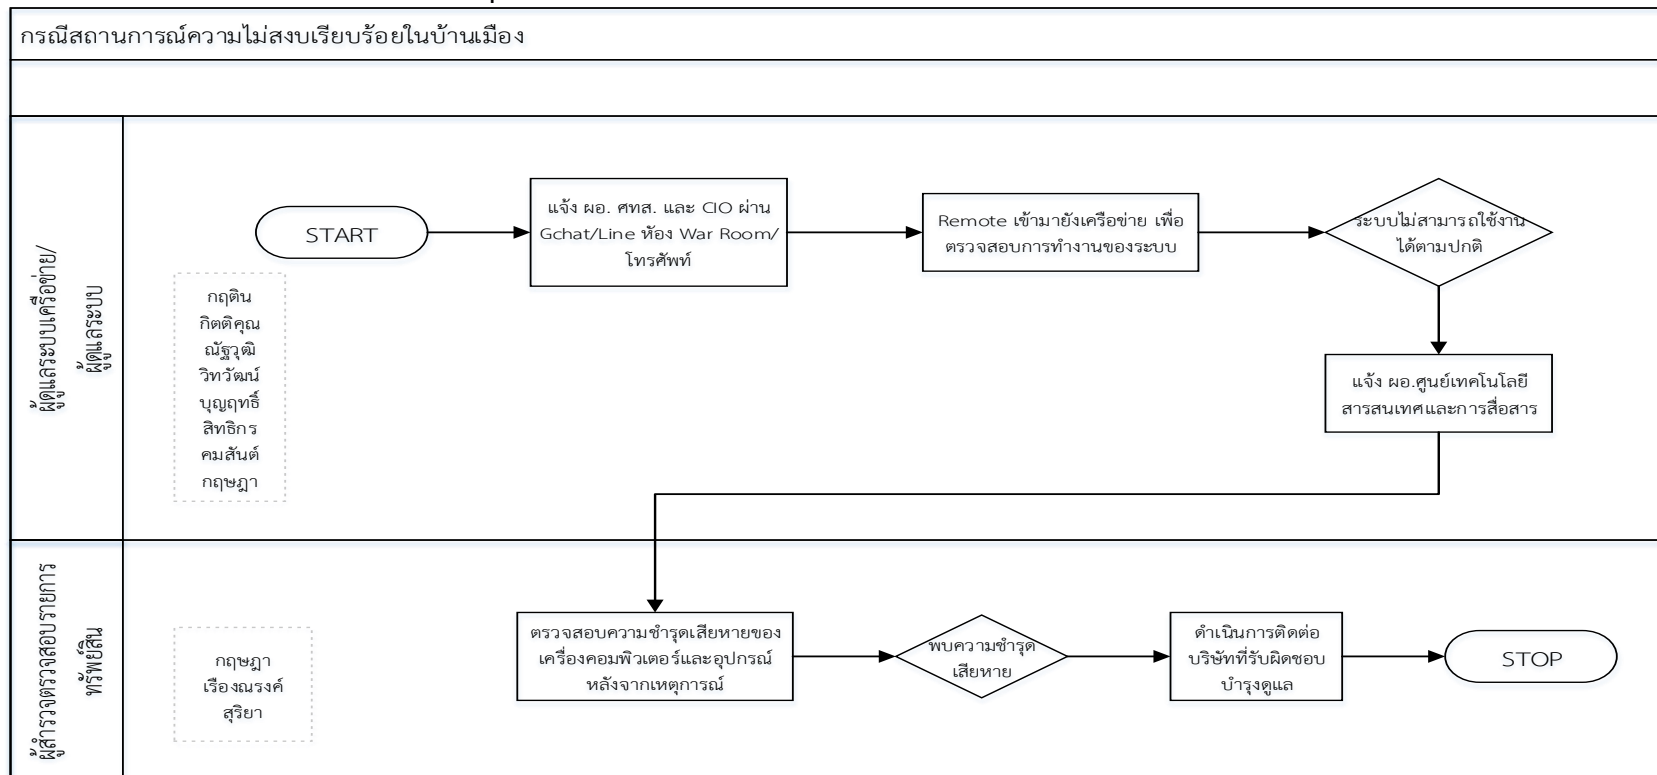 กรณีสถานการณ์ความไม่สงบเรียบร้อยในบ้านเมือง
ผู้ดูแลระบบเครือข่าย/
ผู้ดูแลระบบ
START
แจ้ง ผอ. ศทส. และ CIO ผ่าน
Gchat/Line ห้อง War Room/
โทรศัพท์
Remote เข้ามายังเครือข่าย เพื่อ
ตรวจสอบการทำงานของระบบ
ระบบไม่สามารถใช้งาน
ได้ตามปกติ
กฤติน
กิตติคุณ
ณัฐวุฒิ
วิทวัฒน์
บุญฤทธิ์
สิทธิกร
คมสันต์
กฤษฎา
แจ้ง ผอ.ศูนย์เทคโนโลยี
สารสนเทศและการสื่อสาร
ผู้สำรวจตรวจสอบรายการ
ทรัพย์สิน
กฤษฎา
เรืองณรงค์
สุริยา
ตรวจสอบความชำรุดเสียหายของ
เครื่องคอมพิวเตอร์และอุปกรณ์
หลังจากเหตุการณ์
พบความชำรุด
เสียหาย
ดำเนินการติดต่อ
บริษัทที่รับผิดชอบ
บำรุงดูแล
STOP